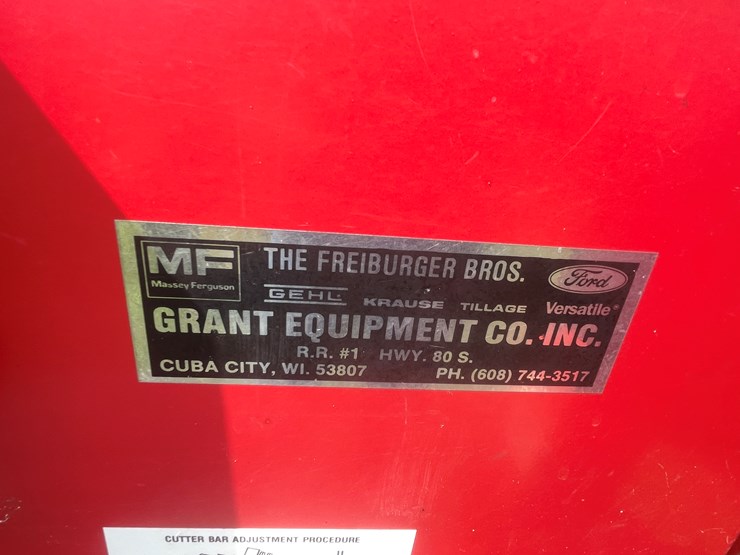 MF
Massey Ferguson
THE FREIBURGER BROS.
Ford
GEHL KRAUSE TILLAGE Versatile®
GRANT EQUIPMENT CO. INC.
R.R. #1 HWY. 80 S.
CUBA CITY, WI. 53807 PH. (608) 744-3517
CUTTER BAR ADJUSTMENT PROCEDURE